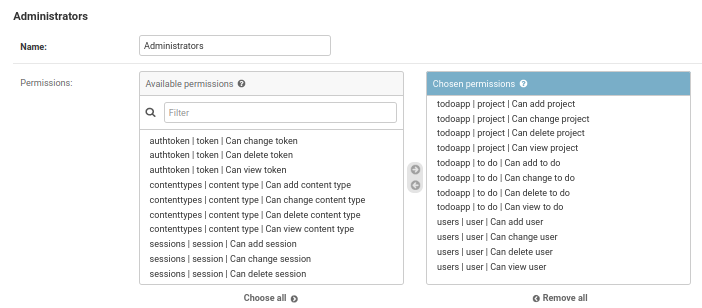 Administrators
Name:
Administrators
Permissions:
Available permissions ?
Filter
authtoken | token | Can change token
authtoken | token | Can delete token
authtoken | token | Can view token
contenttypes | content type | Can add content type
contenttypes | content type | Can change content type
contenttypes | content type | Can delete content type
contenttypes | content type | Can view content type
sessions | session | Can add session
sessions | session | Can change session
sessions | session | Can delete session
Choose all
Chosen permissions ?
todoapp | project | Can add project
todoapp | project | Can change project
todoapp | project | Can delete project
todoapp | project | Can view project
todoapp | to do | Can add to do
todoapp | to do | Can change to do
todoapp | to do | Can delete to do
todoapp | to do | Can view to do
users | user | Can add user
users | user | Can change user
users | user | Can delete user
users | user | Can view user
Remove all